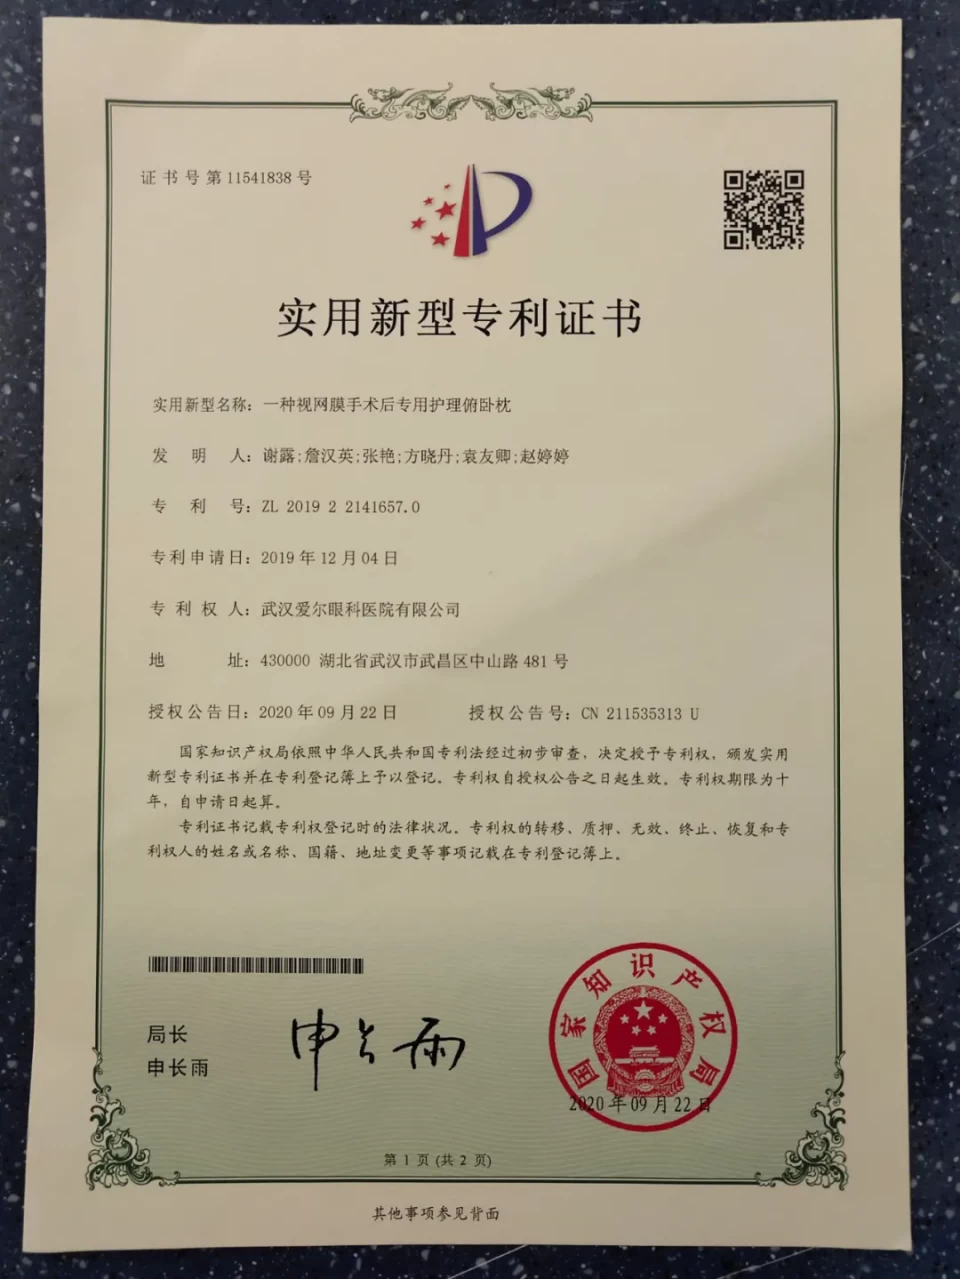 证书号第11541838号
实用新型专利证书
实用新型名称：一种视网膜手术后专用护理俯卧枕
发明人：谢露;詹汉英;张艳;方晓丹;袁友卿;赵婷婷
专利号：ZL 2019 2 2141657.0
专利申请日：2019年12月04日
专利权人：武汉爱尔眼科医院有限公司
地址：430000 湖北省武汉市武昌区中山路481号
授权公告日：2020年09月22日 授权公告号：CN 211535313 U
国家知识产权局依照中华人民共和国专利法经过初步审查，决定授予专利权，颁发实用
新型专利证书并在专利登记簿上予以登记。专利权自授权公告之日起生效。专利权期限为十
年，自申请日起算。
专利证书记载专利权登记时的法律状况。专利权的转移、质押、无效、终止、恢复和专
利权人的姓名或名称、国籍、地址变更等事项记载在专利登记簿上。
局长
申长雨
申长雨
国家知识产权局
2020年09月22日
第1页(共2页)
其他事项参见背面